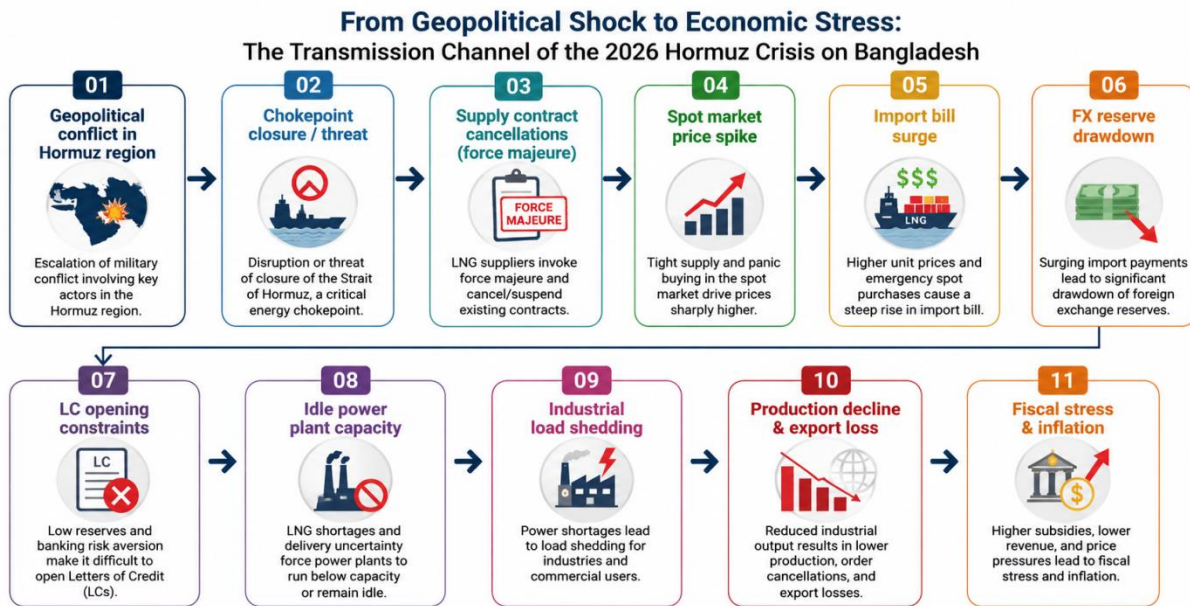 From Geopolitical Shock to Economic Stress:
The Transmission Channel of the 2026 Hormuz Crisis on Bangladesh
01
Geopolitical
conflict in
Hormuz region
Escalation of military
conflict involving key
actors in the
Hormuz region.
02
Chokepoint
closure / threat
Disruption or threat
of closure of the Strait
of Hormuz, a critical
energy chokepoint.
03
Supply contract
cancellations
(force majeure)
FORCE
MAJEURE
LNG suppliers invoke
force majeure and
cancel/suspend
existing contracts.
04
Spot market
price spike
Tight supply and panic
buying in the spot
market drive prices
sharply higher.
05
Import bill
surge
$$$
LNG
Higher unit prices and
emergency spot
purchases cause a
steep rise in import bill.
06
FX reserve
drawdown
Surging import payments
lead to significant
drawdown of foreign
exchange reserves.
07
LC opening
constraints
LC
Low reserves and
banking risk aversion
make it difficult to
open Letters of Credit
(LCs).
08
Idle power
plant capacity
LNG shortages and
delivery uncertainty
force power plants to
run below capacity
or remain idle.
09
Industrial
load shedding
Power shortages lead
to load shedding for
industries and
commercial users.
10
Production decline
& export loss
Reduced industrial
output results in lower
production, order
cancellations, and
export losses.
11
Fiscal stress
& inflation
$
Higher subsidies, lower
revenue, and price
pressures lead to fiscal
stress and inflation.